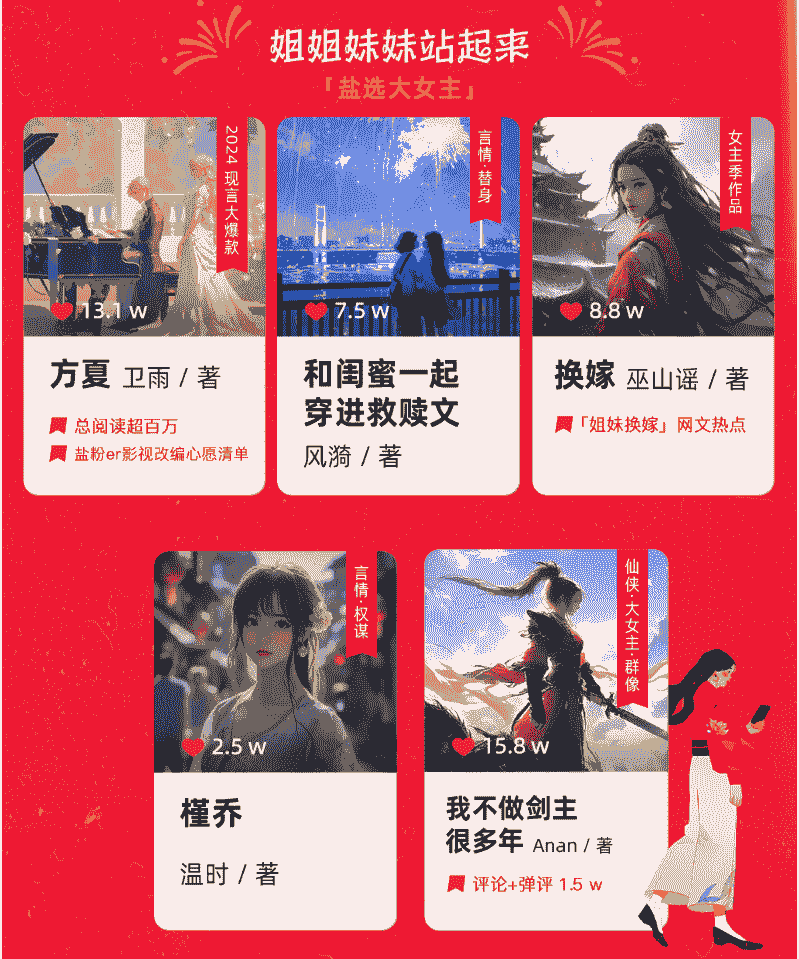 姐姐妹妹站起来
「盐选大女主」
2024 现言大爆款
13.1 w
方夏 卫雨 / 著
总阅读超百万
盐粉er影视改编心愿清单
言情·替身
7.5 w
和闺蜜一起
穿进救赎文
风漪 / 著
女主季作品
8.8 w
换嫁 巫山谣 / 著
「姐妹换嫁」网文热点
言情·权谋
2.5 w
槿乔
温时 / 著
仙侠·大女主·群像
15.8 w
我不做剑主
很多年 Anan / 著
评论+弹评 1.5 w